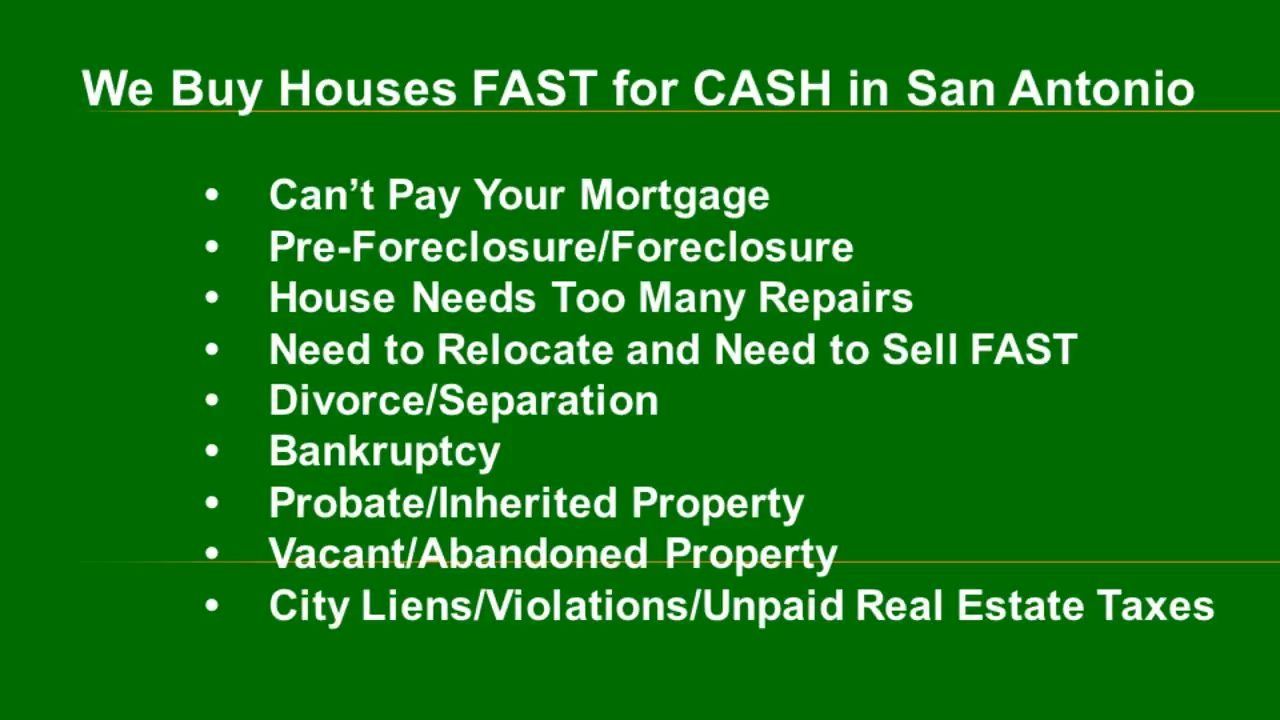 We Buy Houses FAST for CASH in San Antonio
• Can’t Pay Your Mortgage
• Pre-Foreclosure/Foreclosure
• House Needs Too Many Repairs
• Need to Relocate and Need to Sell FAST
• Divorce/Separation
• Bankruptcy
• Probate/Inherited Property
• Vacant/Abandoned Property
• City Liens/Violations/Unpaid Real Estate Taxes